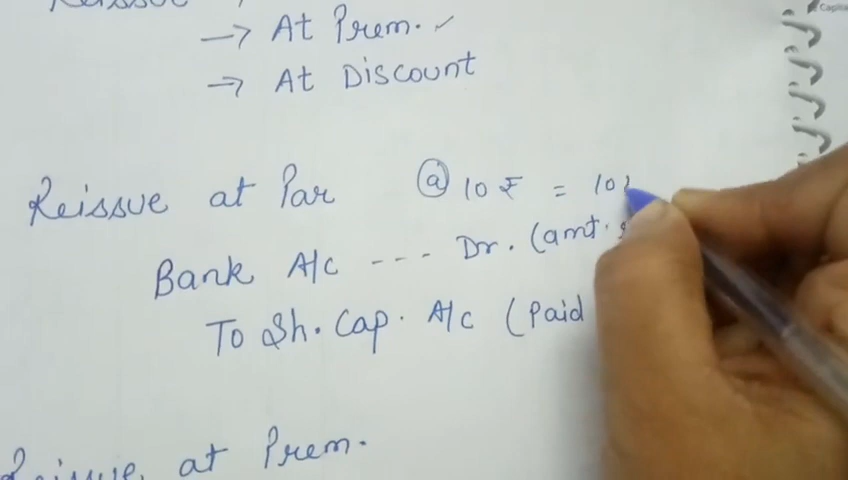 → At Prem. ✓
→ At Discount
Reissue at Par @ 10 ₹ = 10
Bank A/c --- Dr. (amt.
To Sh. Cap. A/c (Paid
Reissue at Prem.